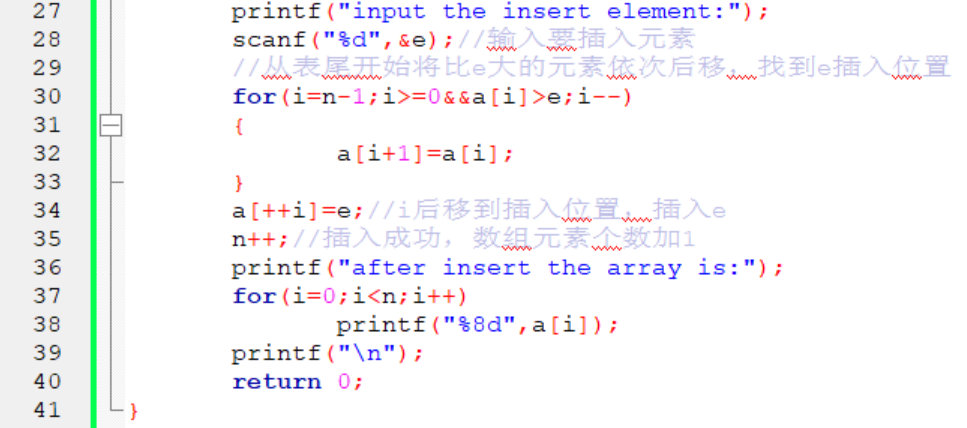 27 printf("input the insert element:");
28 scanf("%d",&e);//输入要插入元素
29 //从表尾开始将比e大的元素依次后移，找到e插入位置
30 for(i=n-1;i>=0&&a[i]>e;i--)
31 {
32 a[i+1]=a[i];
33 }
34 a[++i]=e;//i后移到插入位置，插入e
35 n++;//插入成功，数组元素个数加1
36 printf("after insert the array is:");
37 for(i=0;i<n;i++)
38 printf("%8d",a[i]);
39 printf("\n");
40 return 0;
41 }